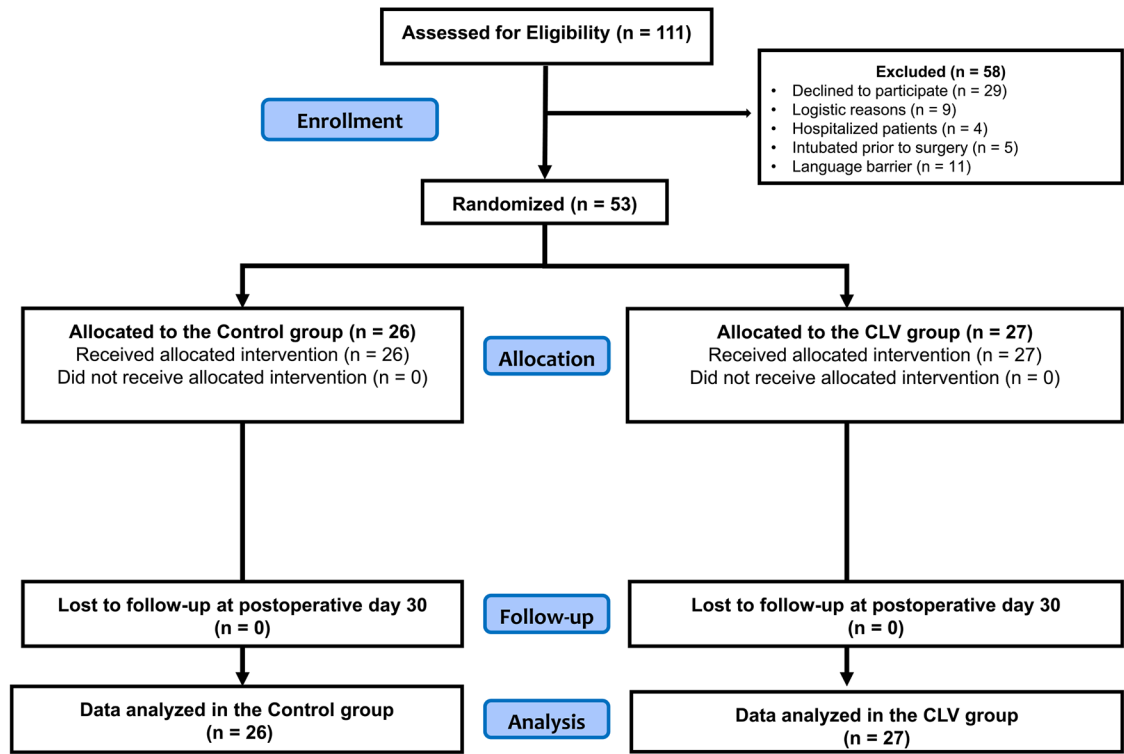 Assessed for Eligibility (n = 111)
Excluded (n = 58)
• Declined to participate (n = 29)
• Logistic reasons (n = 9)
• Hospitalized patients (n = 4)
• Intubated prior to surgery (n = 5)
• Language barrier (n = 11)
Enrollment
Randomized (n = 53)
Allocated to the Control group (n = 26)
Received allocated intervention (n = 26)
Did not receive allocated intervention (n = 0)
Allocation
Allocated to the CLV group (n = 27)
Received allocated intervention (n = 27)
Did not receive allocated intervention (n = 0)
Lost to follow-up at postoperative day 30
(n = 0)
Follow-up
Lost to follow-up at postoperative day 30
(n = 0)
Data analyzed in the Control group
(n = 26)
Analysis
Data analyzed in the CLV group
(n = 27)